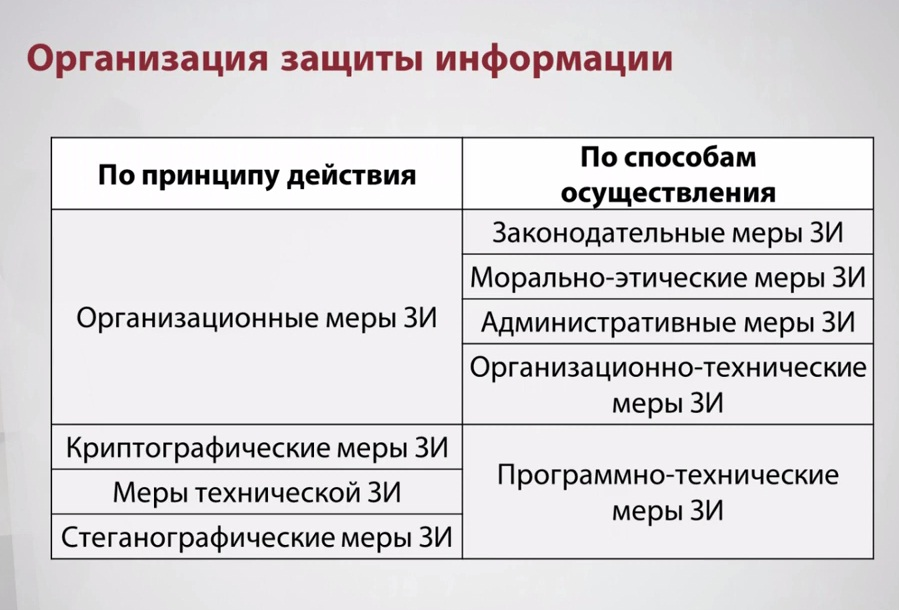 Организация защиты информации
По принципу действия
По способам
осуществления
Организационные меры ЗИ
Законодательные меры ЗИ
Морально-этические меры ЗИ
Административные меры ЗИ
Организационно-технические
меры ЗИ
Криптографические меры ЗИ
Меры технической ЗИ
Стеганографические меры ЗИ
Программно-технические
меры ЗИ